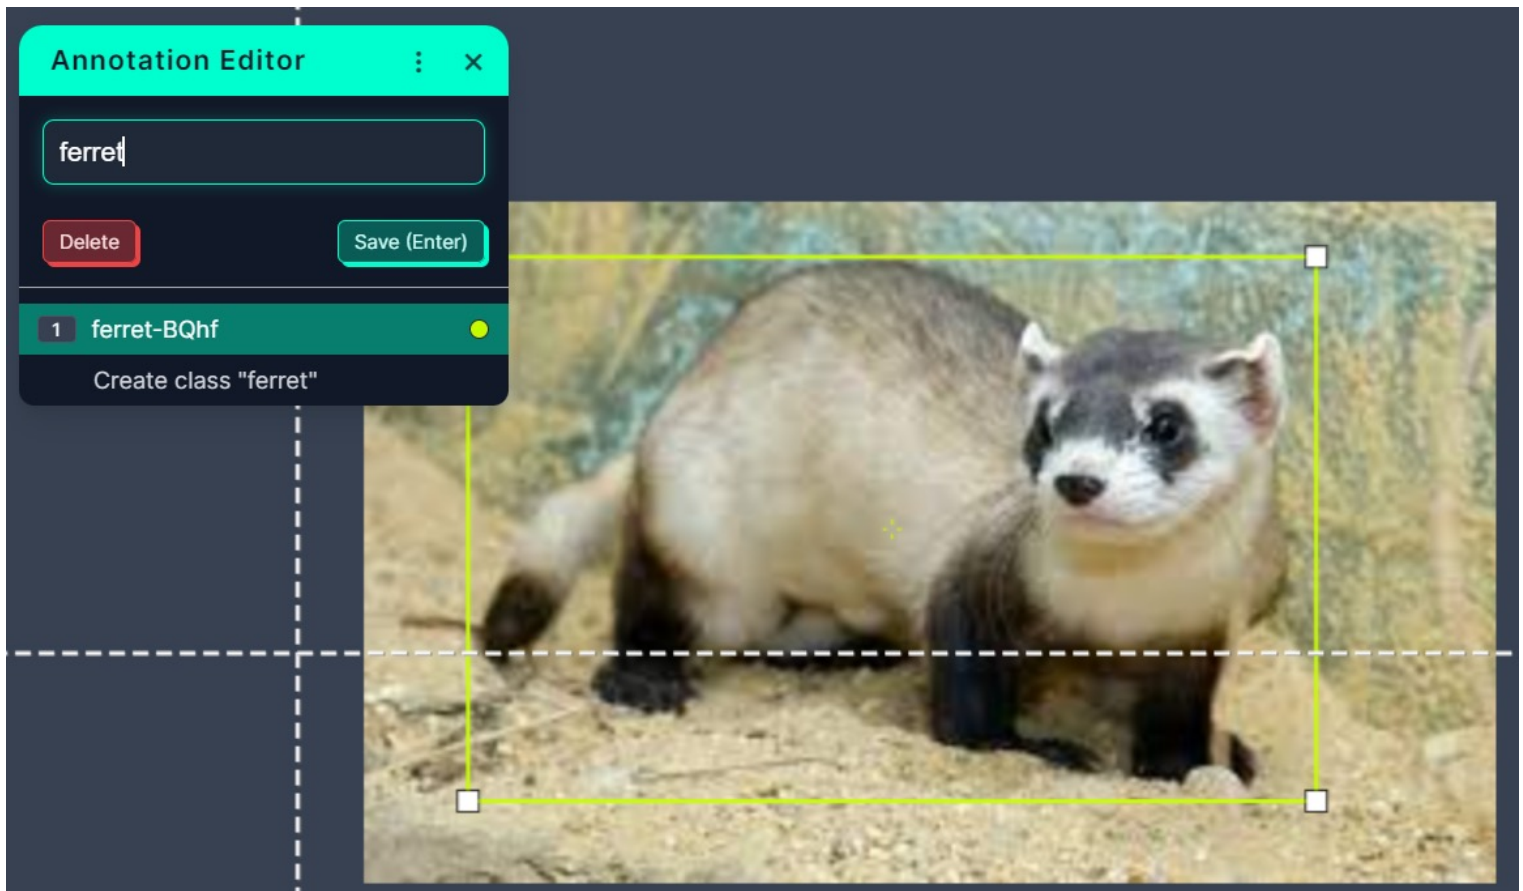 Annotation Editor
ferret
Delete
Save (Enter)
1 ferret-BQhf
Create class "ferret"